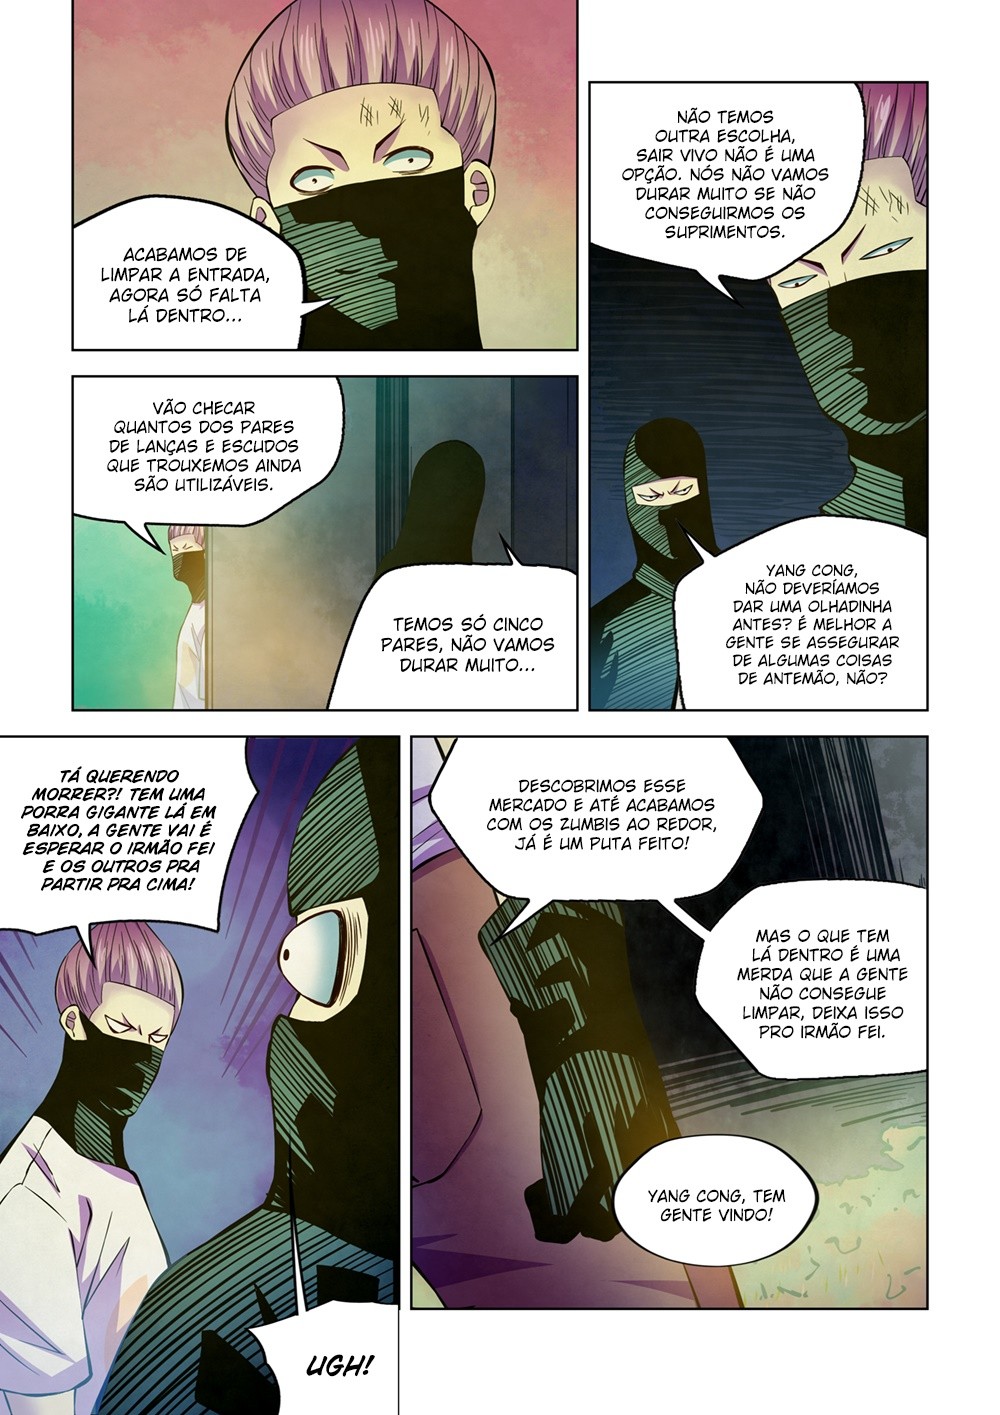 ACABAMOS DE
LIMPAR A ENTRADA,
AGORA SÓ FALTA
LÁ DENTRO...
NÃO TEMOS
OUTRA ESCOLHA,
SAIR VIVO NÃO É UMA
OPÇÃO. NÓS NÃO VAMOS
DURAR MUITO SE NÃO
CONSEGUIRMOS OS
SUPRIMENTOS.
VÃO CHECAR
QUANTOS DOS PARES
DE LANÇAS E ESCUDOS
QUE TROUXEMOS AINDA
SÃO UTILIZÁVEIS.
TEMOS SÓ CINCO
PARES, NÃO VAMOS
DURAR MUITO...
YANG CONG,
NÃO DEVERÍAMOS
DAR UMA OLHADINHA
ANTES? É MELHOR A
GENTE SE ASSEGURAR
DE ALGUMAS COISAS
DE ANTEMÃO, NÃO?
TÁ QUERENDO
MORRER?! TEM UMA
PORRA GIGANTE LÁ EM
BAIXO, A GENTE VAI É
ESPERAR O IRMÃO FEI
E OS OUTROS PRA
PARTIR PRA CIMA!
UGH!
DESCOBRIMOS ESSE
MERCADO E ATÉ ACABAMOS
COM OS ZUMBIS AO REDOR,
JÁ É UM PUTA FEITO!
MAS O QUE TEM
LÁ DENTRO É UMA
MERDA QUE A GENTE
NÃO CONSEGUE
LIMPAR, DEIXA ISSO
PRO IRMÃO FEI.
YANG CONG, TEM
GENTE VINDO!